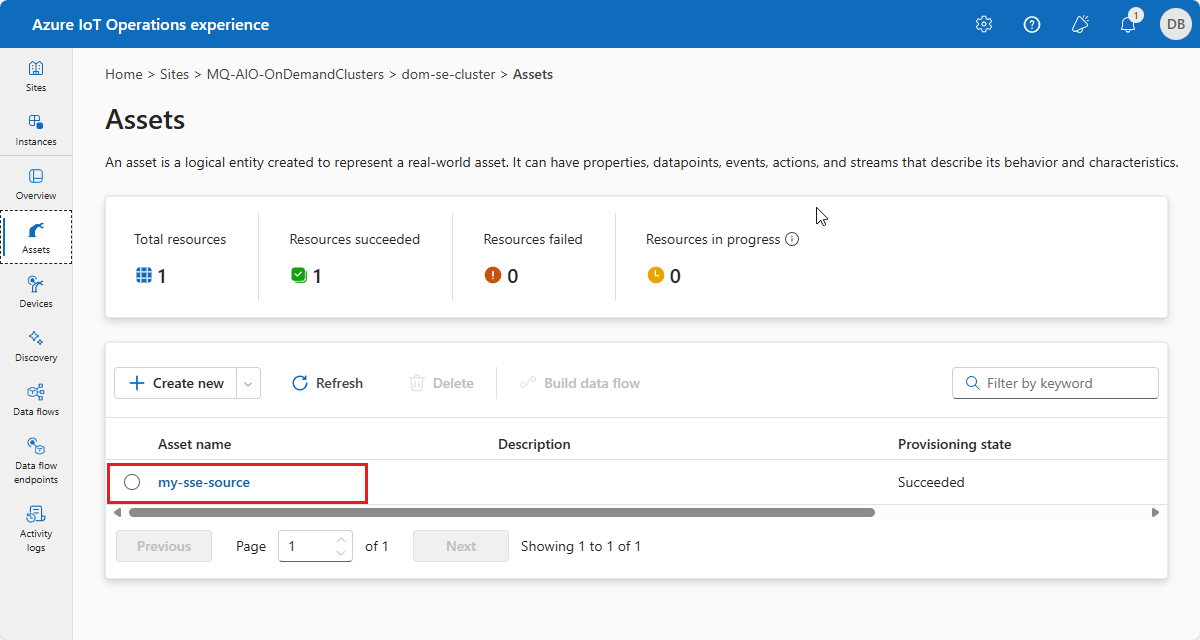 Azure IoT Operations experience
1
DB
Sites
Instances
Overview
Assets
Devices
Discovery
Data flows
Data flow
endpoints
Activity
logs
Home > Sites > MQ-AIO-OnDemandClusters > dom-se-cluster > Assets
Assets
An asset is a logical entity created to represent a real-world asset. It can have properties, datapoints, events, actions, and streams that describe its behavior and characteristics.
Total resources
1
Resources succeeded
1
Resources failed
0
Resources in progress
0
Create new
Refresh
Delete
Build data flow
Filter by keyword
Asset name Description Provisioning state
my-sse-source Succeeded
Previous Page 1 of 1 Next Showing 1 to 1 of 1